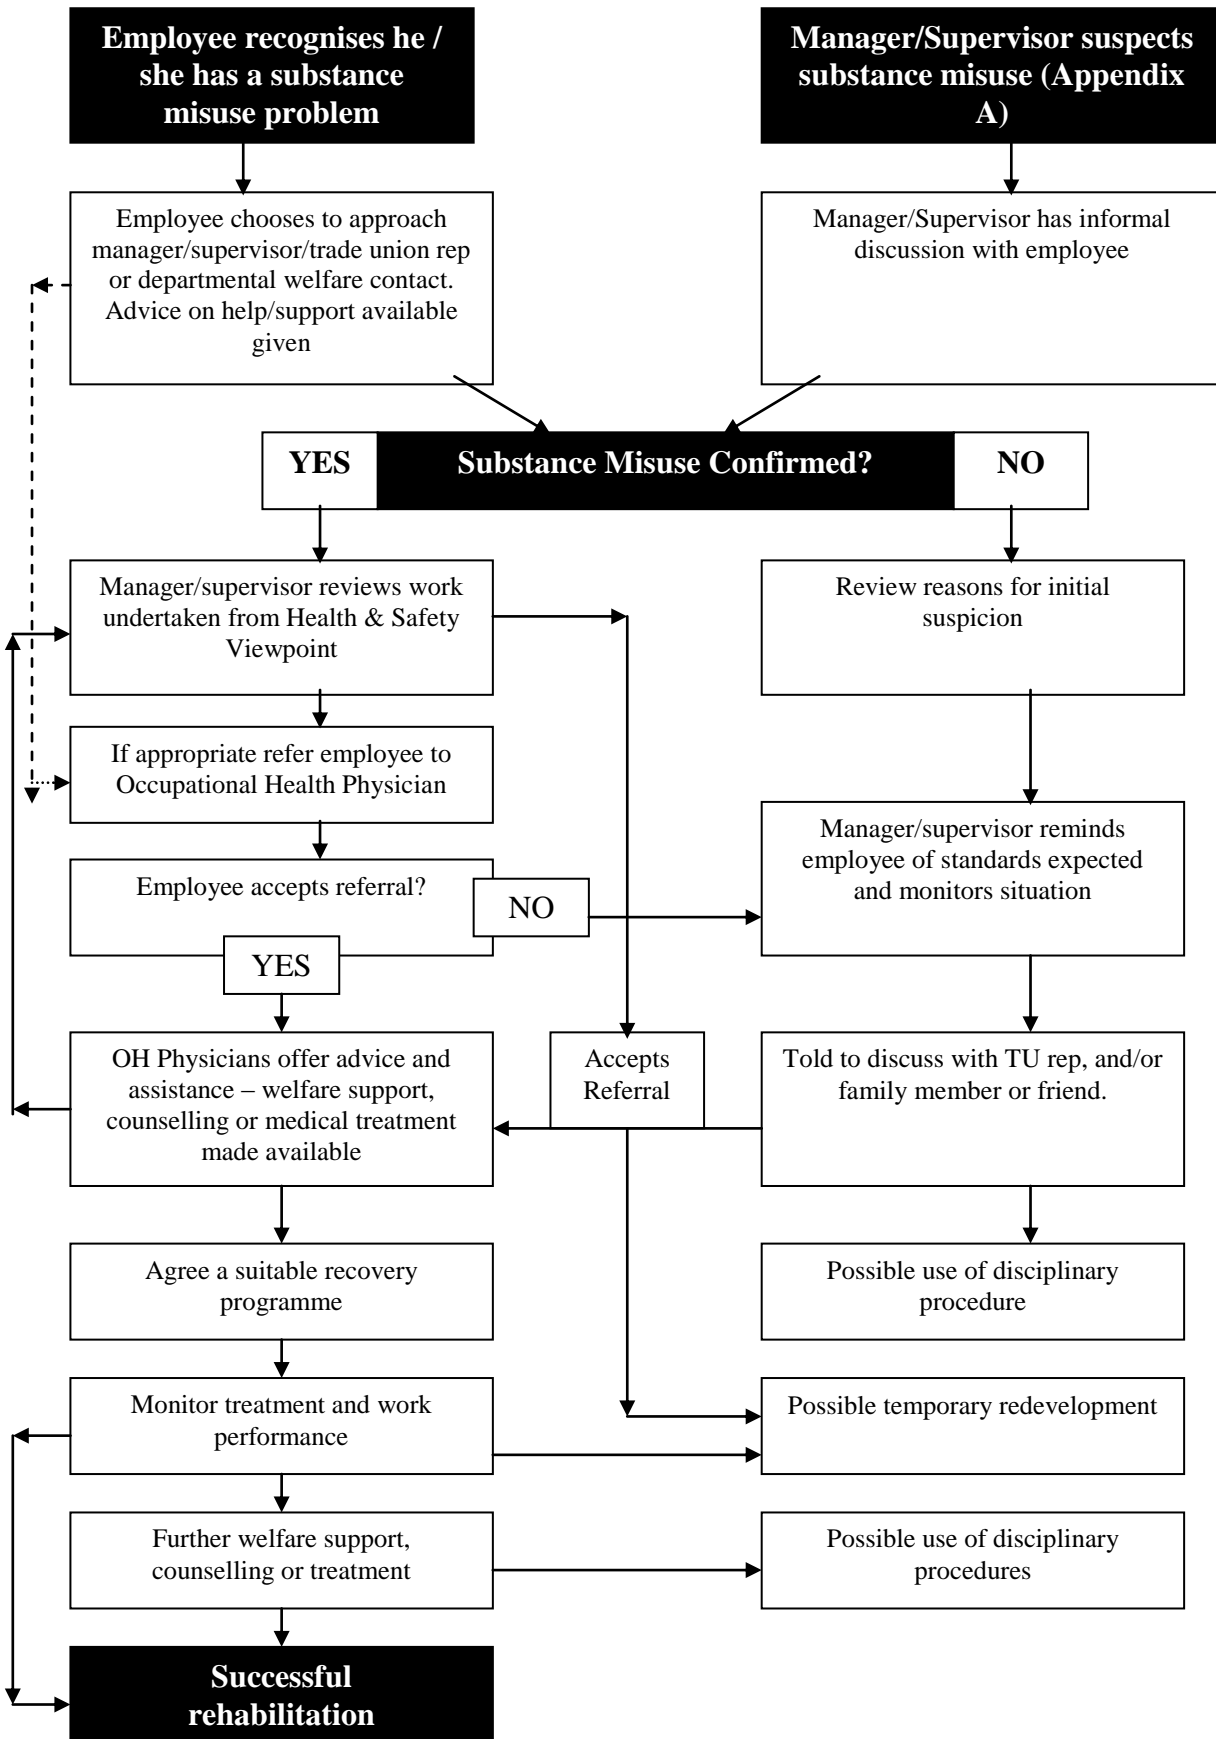 Employee recognises he /
she has a substance
misuse problem
Manager/Supervisor suspects
substance misuse (Appendix
A)
Employee chooses to approach
manager/supervisor/trade union rep
or departmental welfare contact.
Advice on help/support available
given
Manager/Supervisor has informal
discussion with employee
YES
Substance Misuse Confirmed?
NO
Manager/supervisor reviews work
undertaken from Health & Safety
Viewpoint
Review reasons for initial
suspicion
If appropriate refer employee to
Occupational Health Physician
Manager/supervisor reminds
employee of standards expected
and monitors situation
Employee accepts referral?
NO
YES
OH Physicians offer advice and
assistance – welfare support,
counselling or medical treatment
made available
Accepts
Referral
Told to discuss with TU rep, and/or
family member or friend.
Agree a suitable recovery
programme
Possible use of disciplinary
procedure
Monitor treatment and work
performance
Possible temporary redevelopment
Further welfare support,
counselling or treatment
Possible use of disciplinary
procedures
Successful
rehabilitation